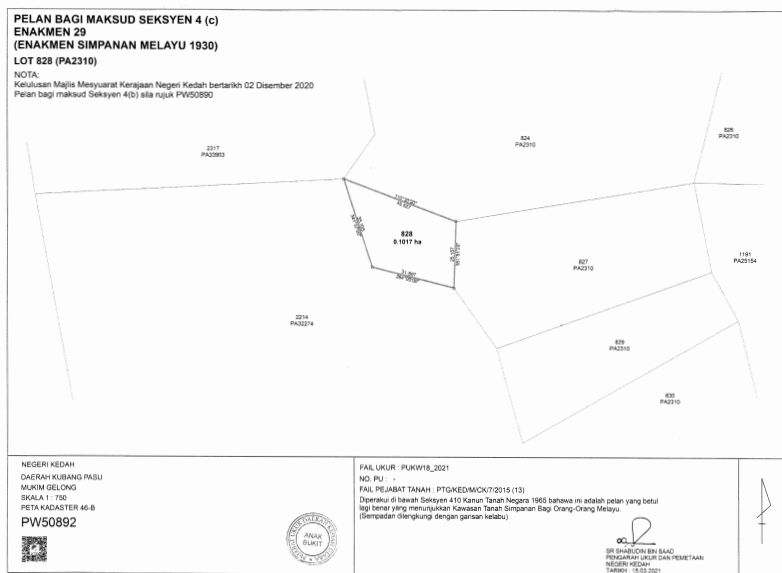 PELAN BAGI MAKSUD SEKSYEN 4 (c)
ENAKMEN 29
(ENAKMEN SIMPANAN MELAYU 1930)
LOT 828 (PA2310)
NOTA:
Kelulusan Majlis Mesyuarat Kerajaan Negeri Kedah bertarikh 02 Disember 2020
Pelan bagi maksud Seksyen 4(b) sila rujuk PW50890
2317
PA33903
824
PA2310
826
PA2310
828
0.1017 ha
827
PA2310
1191
PA25154
2214
PA32274
829
PA2310
830
PA2310
NEGERI KEDAH
DAERAH KUBANG PASU
MUKIM GELONG
SKALA 1 : 750
PETA KADASTER 46-B
PW50892
ANAK
BUKIT
FAIL UKUR : PUKW18_2021
NO. PU : -
FAIL PEJABAT TANAH : PTG/KED/M/CK/7/2015 (13)
Diperakui di bawah Seksyen 410 Kanun Tanah Negara 1965 bahawa ini adalah pelan yang betul
lagi benar yang menunjukkan Kawasan Tanah Simpanan Bagi Orang-Orang Melayu.
(Sempadan dilengkungi dengan garisan kelabu)
SR SHABUDIN BIN SAAD
PENGARAH UKUR DAN PEMETAAN
NEGERI KEDAH
TARIKH : 15.03.2021